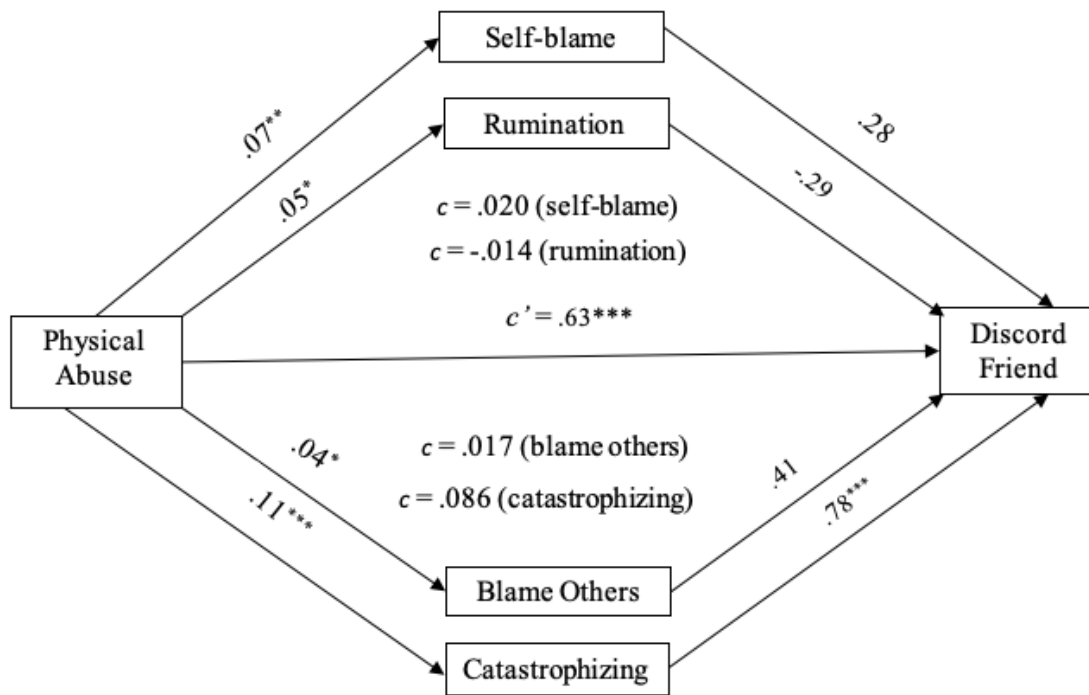 Self-blame
.07**
.28
Rumination
.05*
-.29
c = .020 (self-blame)
c = -.014 (rumination)
c’ = .63***
Physical
Abuse
Discord
Friend
.04*
c = .017 (blame others)
.41
.11***
c = .086 (catastrophizing)
.78***
Blame Others
Catastrophizing